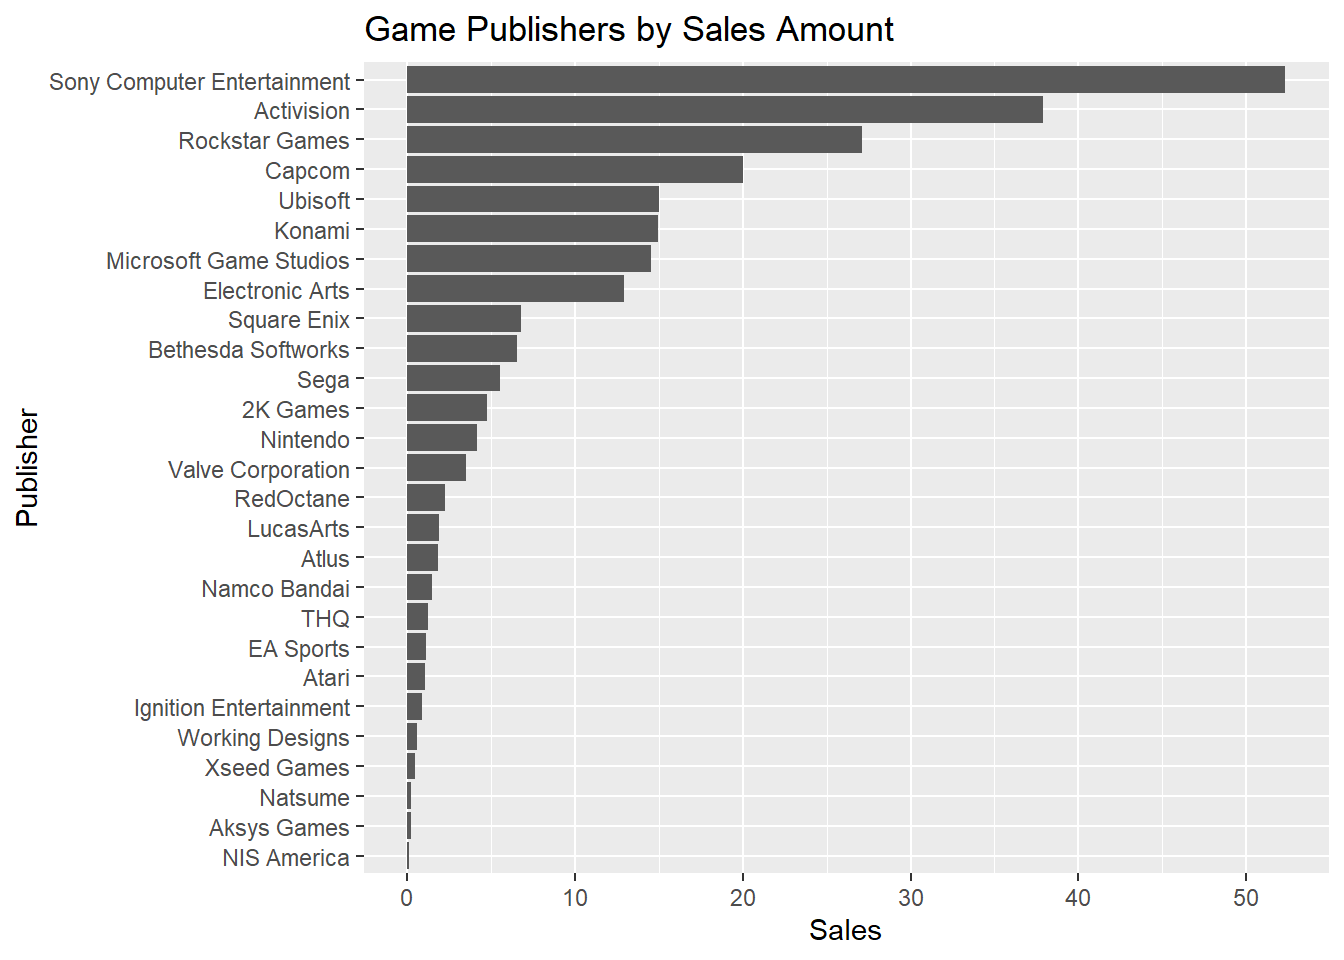 Game Publishers by Sales Amount
Sony Computer Entertainment
Activision
Rockstar Games
Capcom
Ubisoft
Konami
Microsoft Game Studios
Electronic Arts
Square Enix
Bethesda Softworks
Sega
2K Games
Nintendo
Valve Corporation
RedOctane
LucasArts
Atlus
Namco Bandai
THQ
EA Sports
Atari
Ignition Entertainment
Working Designs
Xseed Games
Natsume
Aksys Games
NIS America
Publisher
0 10 20 30 40 50
Sales